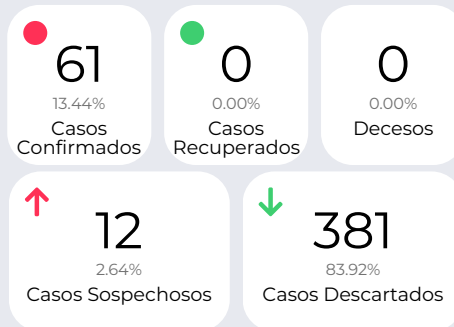 61
13.44%
Casos
Confirmados
0
0.00%
Casos
Recuperados
0
0.00%
Decesos
12
2.64%
Casos Sospechosos
381
83.92%
Casos Descartados